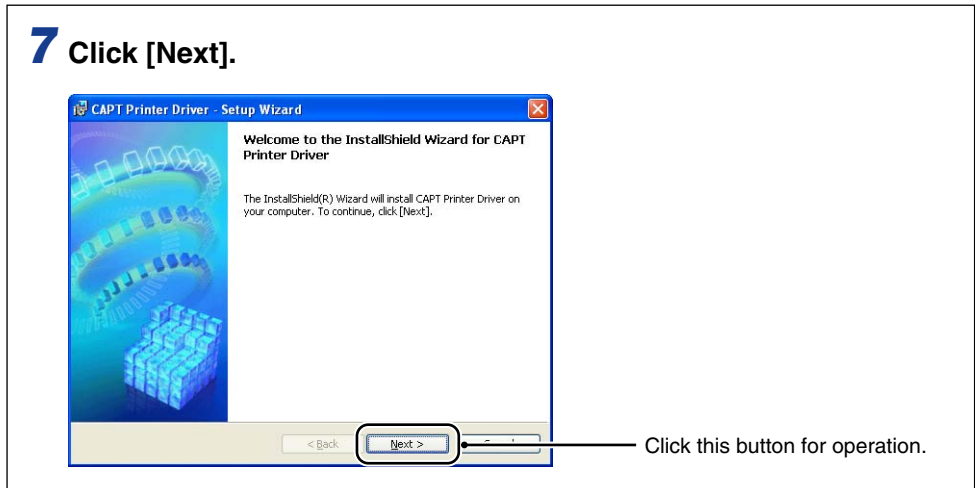 7 Click [Next].
CAPT Printer Driver - Setup Wizard
Welcome to the InstallShield Wizard for CAPT
Printer Driver
The InstallShield(R) Wizard will install CAPT Printer Driver on
your computer. To continue, click [Next].
< Back Next >
Click this button for operation.